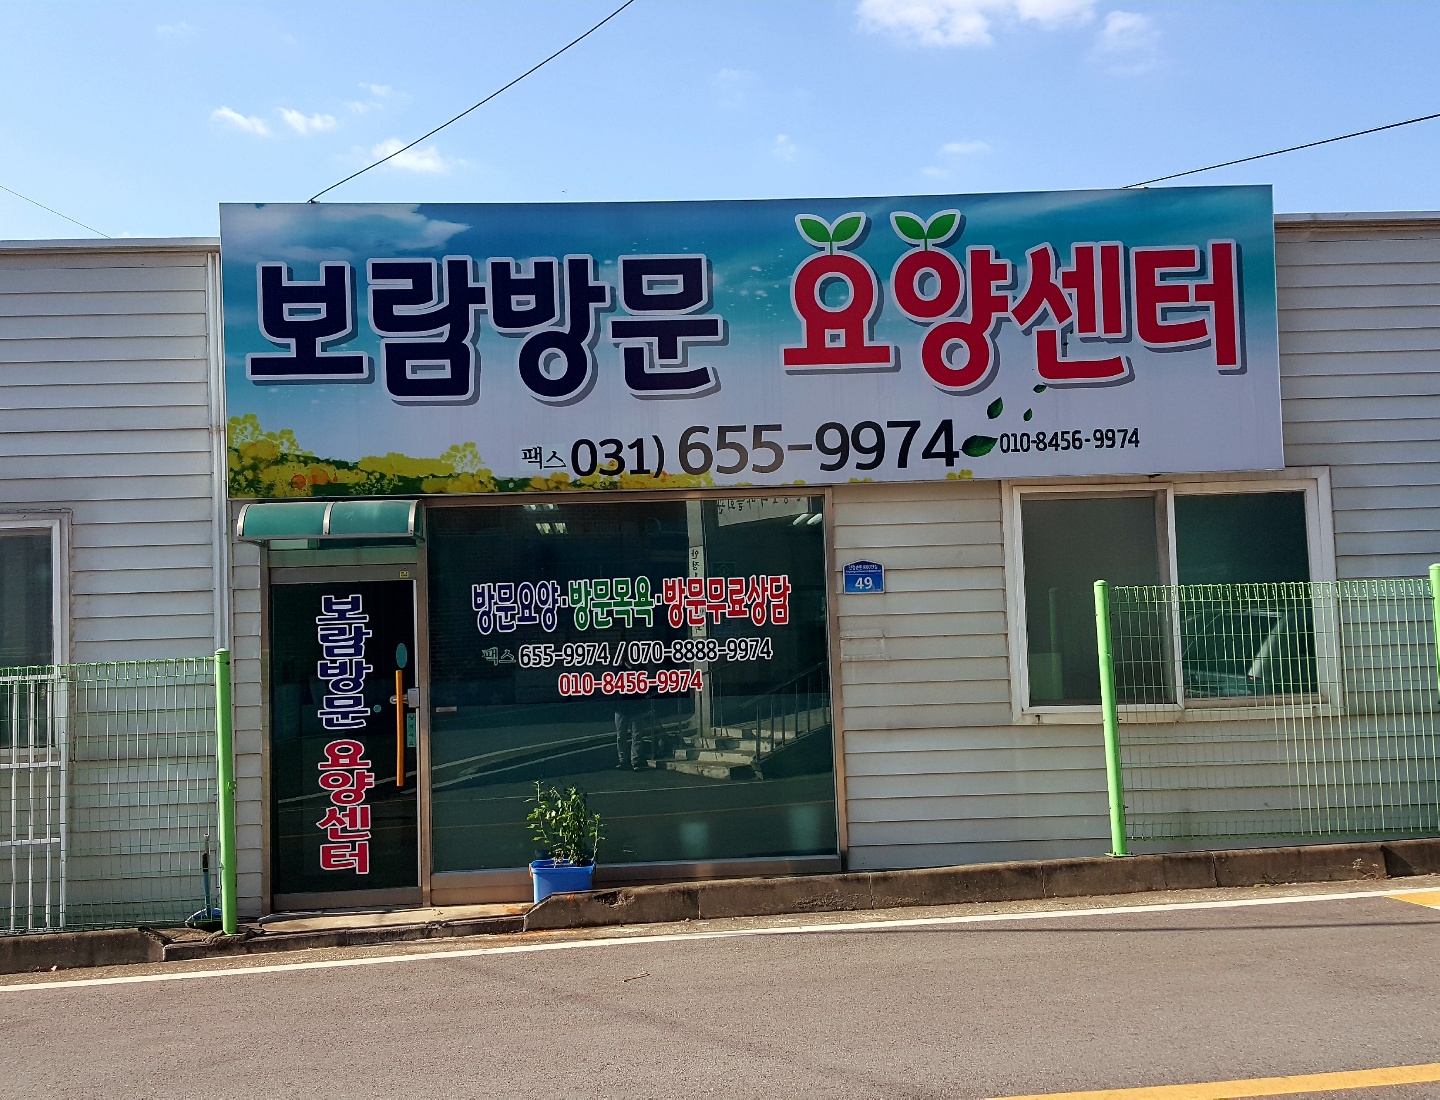 보람방문 요양센터
팩스 031) 655-9974 010-8456-9974
방문요양·방문목욕·방문무료상담
팩스 655-9974 / 070-8888-9974
010-8456-9974
보람방문 요양센터
49